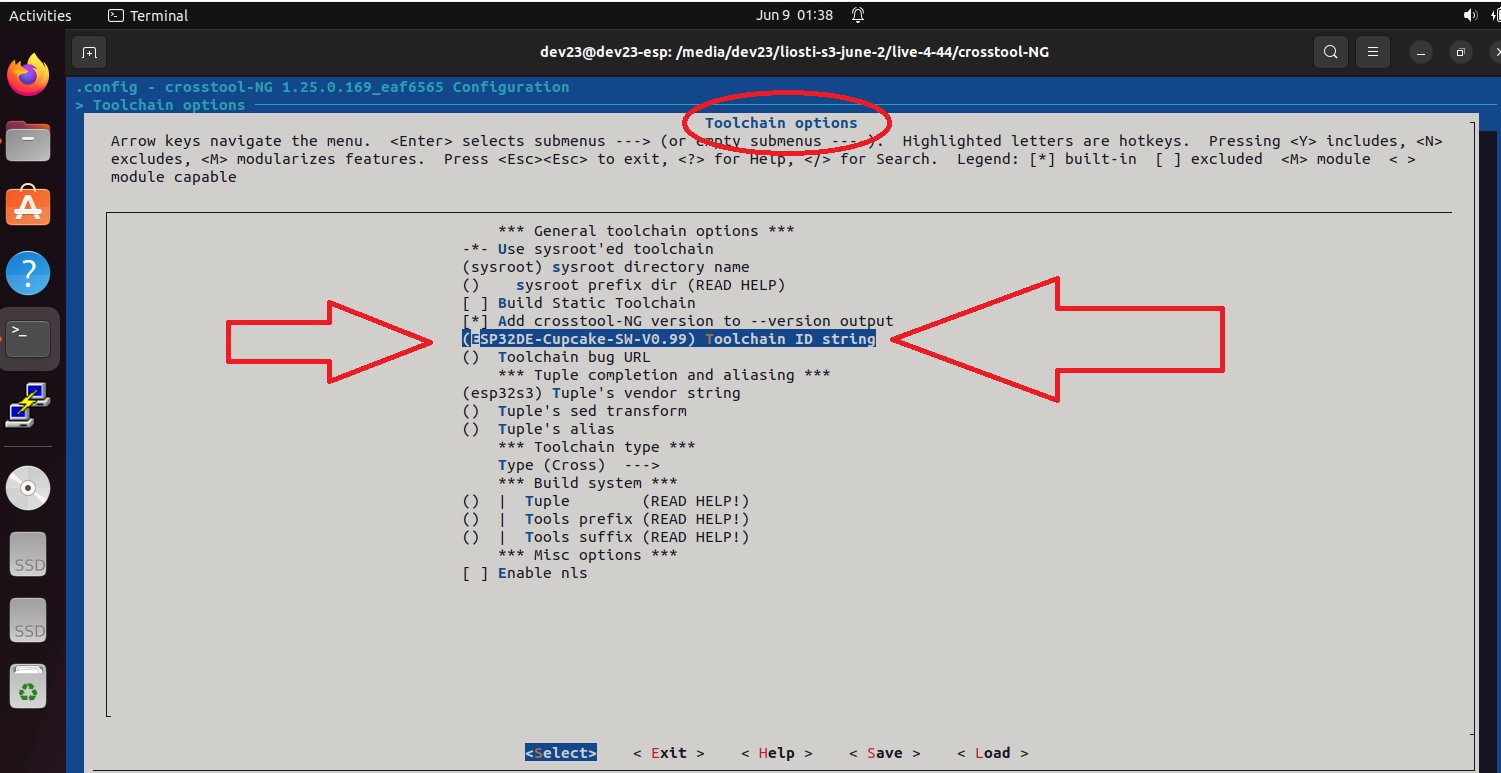 Activities Terminal Jun 9 01:38
dev23@dev23-esp: /media/dev23/liosti-s3-june-2/live-4-44/crosstool-NG
.config - crosstool-NG 1.25.0.169_eaf6565 Configuration
> Toolchain options
Toolchain options
Arrow keys navigate the menu. <Enter> selects submenus ---> (or empty submenus ----). Highlighted letters are hotkeys. Pressing <Y> includes, <N>
excludes, <M> modularizes features. Press <Esc><Esc> to exit, <?> for Help, </> for Search. Legend: [*] built-in [ ] excluded <M> module < >
module capable
*** General toolchain options ***
-*- Use sysroot'ed toolchain
(sysroot) sysroot directory name
() sysroot prefix dir (READ HELP)
[ ] Build Static Toolchain
[*] Add crosstool-NG version to --version output
(ESP32DE-Cupcake-SW-V0.99) Toolchain ID string
() Toolchain bug URL
*** Tuple completion and aliasing ***
(esp32s3) Tuple's vendor string
() Tuple's sed transform
() Tuple's alias
*** Toolchain type ***
Type (Cross) --->
*** Build system ***
() | Tuple (READ HELP!)
() | Tools prefix (READ HELP!)
() | Tools suffix (READ HELP!)
*** Misc options ***
[ ] Enable nls
<Select> < Exit > < Help > < Save > < Load >
SSD
SSD